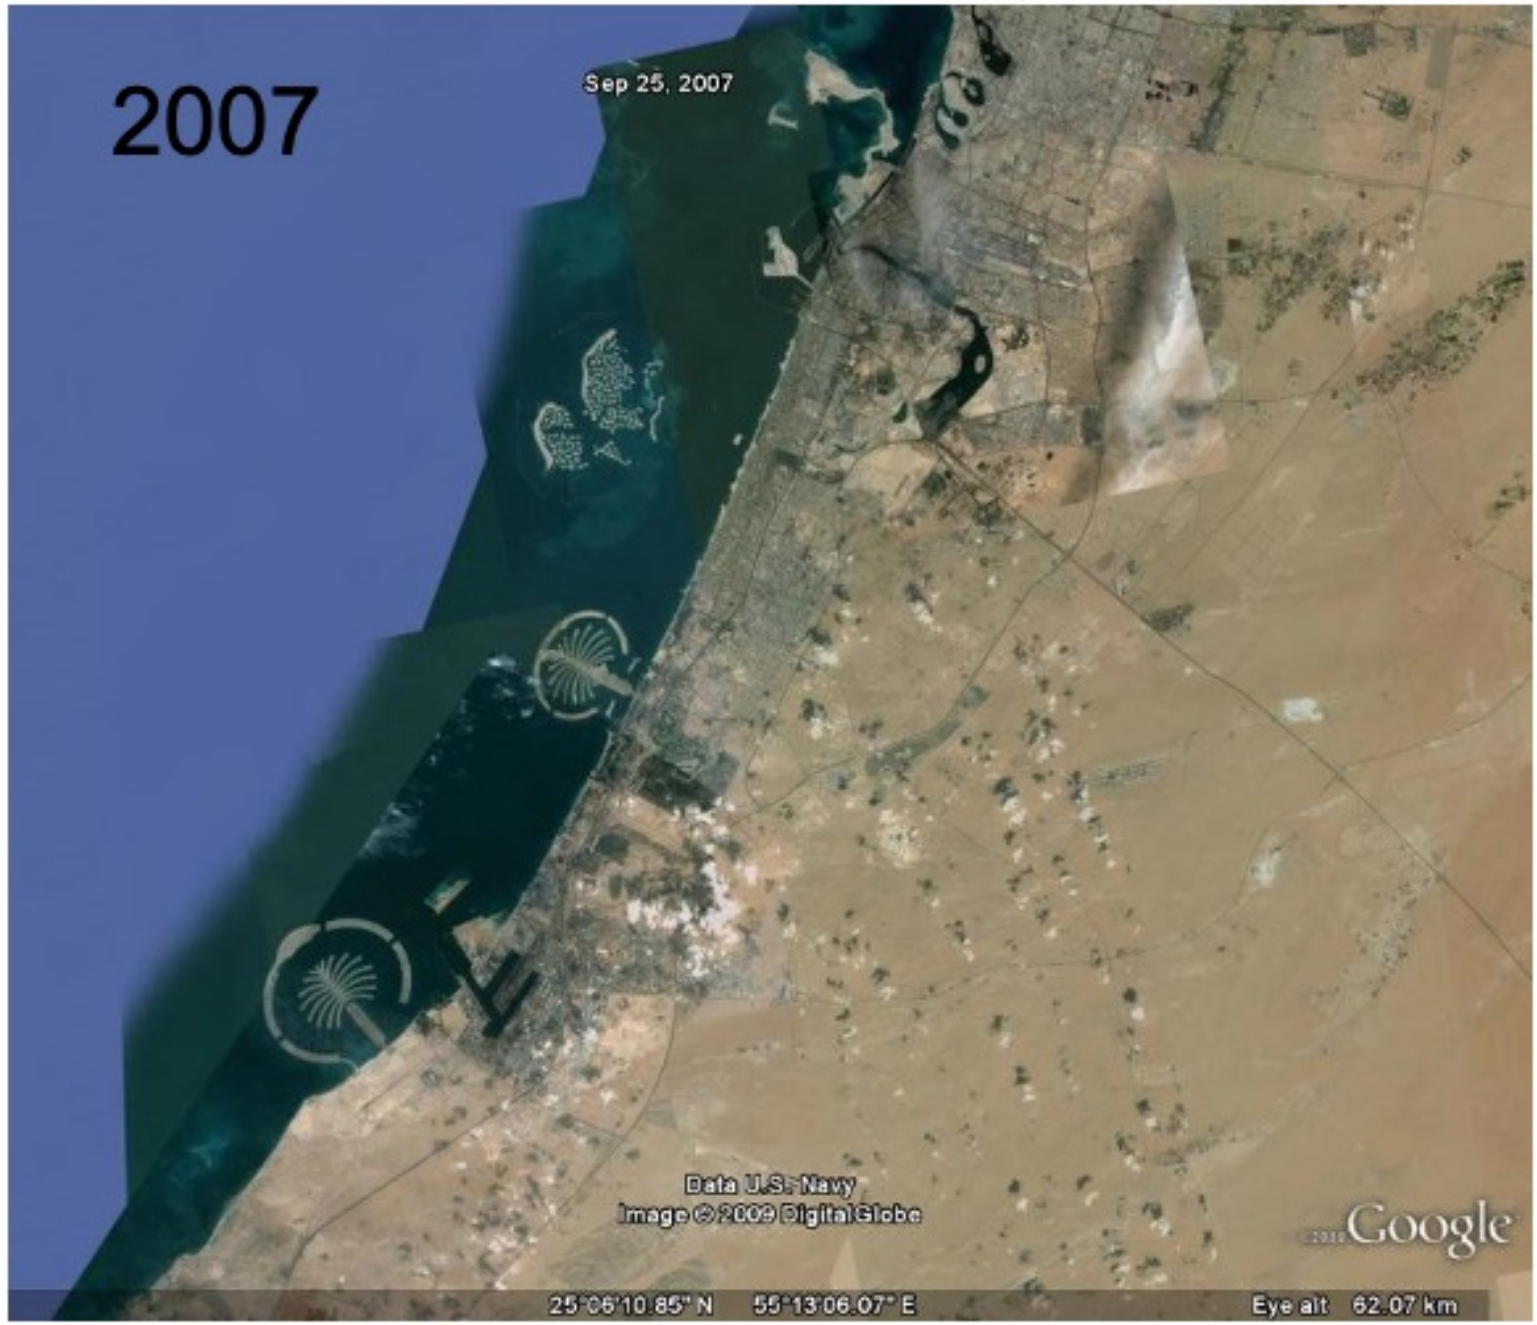 Sep 25, 2007
2007
Data U.S. Navy
Image © 2009 DigitalGlobe
Google
25°06'10.85" N 55°13'06.07" E Eye alt 62.07 km